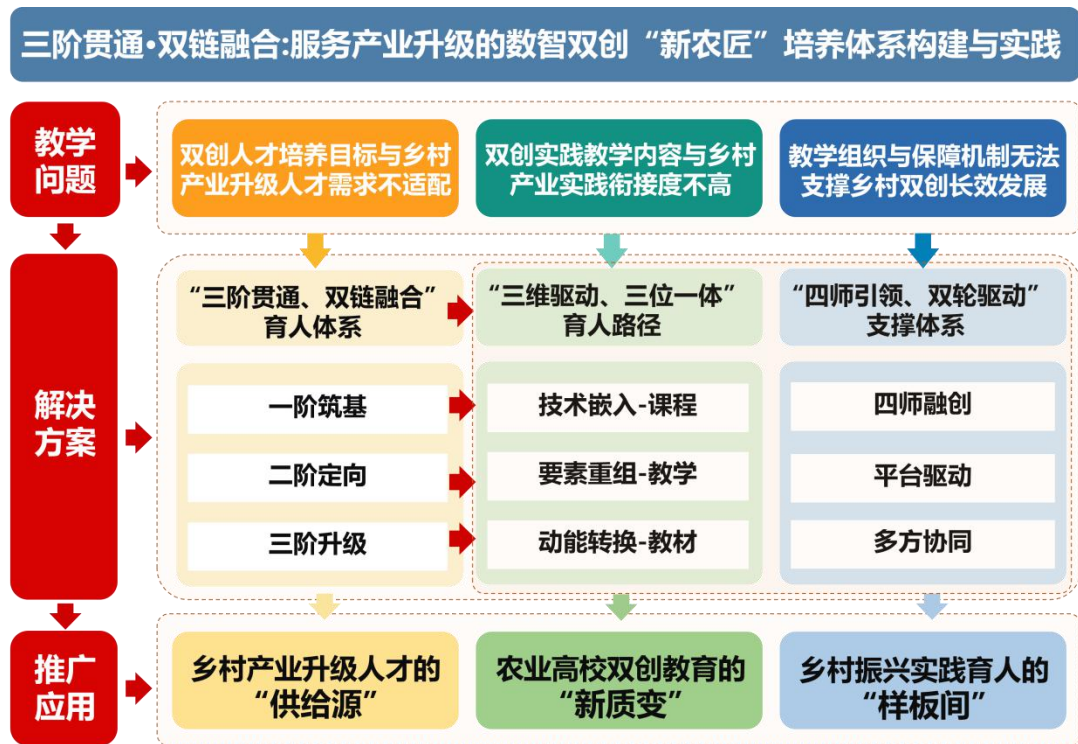 三阶贯通·双链融合:服务产业升级的数智双创“新农匠”培养体系构建与实践
教学
问题
双创人才培养目标与乡村
产业升级人才需求不适配
双创实践教学内容与乡村
产业实践衔接度不高
教学组织与保障机制无法
支撑乡村双创长效发展
解决
方案
“三阶贯通、双链融合”
育人体系
“三维驱动、三位一体”
育人路径
“四师引领、双轮驱动”
支撑体系
一阶筑基
技术嵌入-课程
四师融创
二阶定向
要素重组-教学
平台驱动
三阶升级
动能转换-教材
多方协同
推广
应用
乡村产业升级人才的
“供给源”
农业高校双创教育的
“新质变”
乡村振兴实践育人的
“样板间”